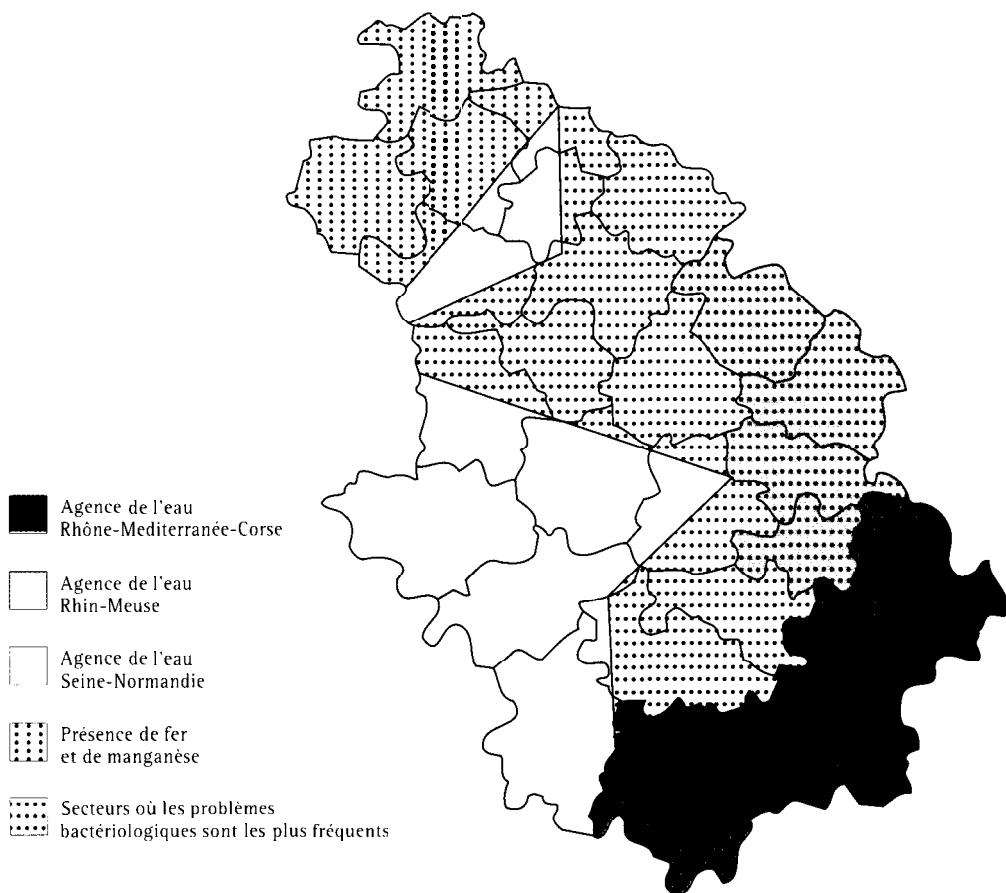 Agence de l'eau
Rhône-Mediterranée-Corse
Agence de l'eau
Rhin-Meuse
Agence de l'eau
Seine-Normandie
Présence de fer
et de manganèse
Secteurs où les problèmes
bactériologiques sont les plus fréquents